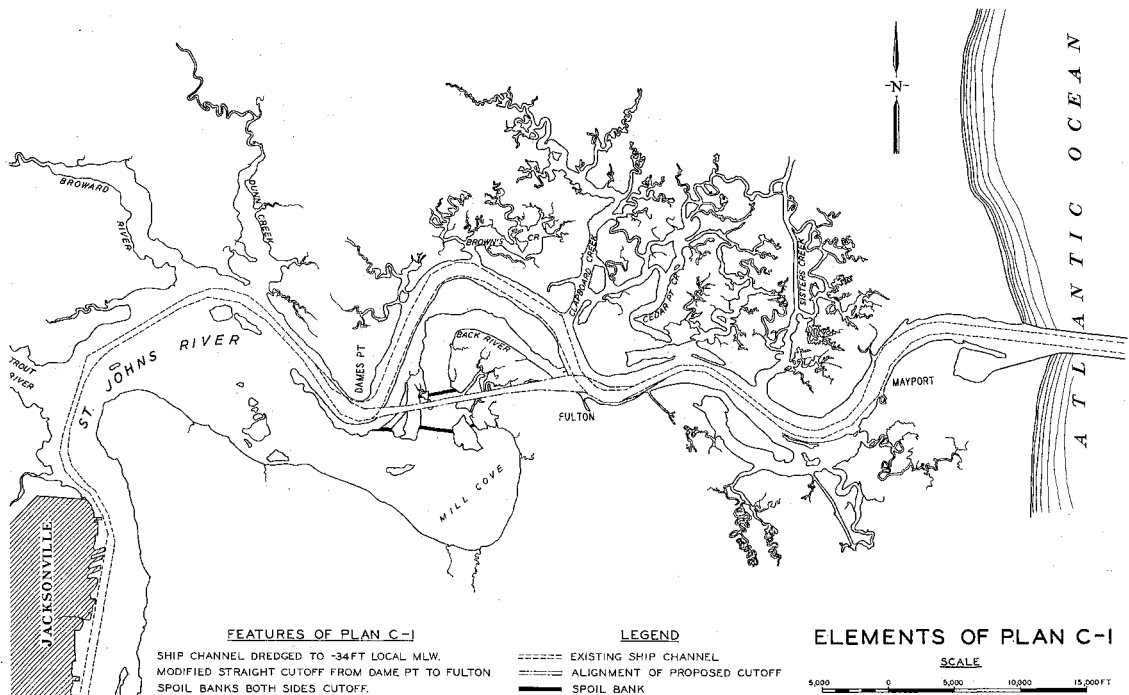 N
ATLANTIC OCEAN
BROWARD
RIVER
DUNN CREEK
BROWN'S CR
CLAPBOARD CREEK
CEDAR PT CR
SISTERS CREEK
TROUT
RIVER
ST. JOHNS RIVER
DAMES PT
BACK RIVER
FULTON
MAYPORT
MILL COVE
JACKSONVILLE
FEATURES OF PLAN C-1
SHIP CHANNEL DREDGED TO -34FT LOCAL MLW.
MODIFIED STRAIGHT CUTOFF FROM DAME PT TO FULTON.
SPOIL BANKS BOTH SIDES CUTOFF.
LEGEND
EXISTING SHIP CHANNEL
ALIGNMENT OF PROPOSED CUTOFF
SPOIL BANK
ELEMENTS OF PLAN C-1
SCALE
5,000 0 5,000 10,000 15,000FT